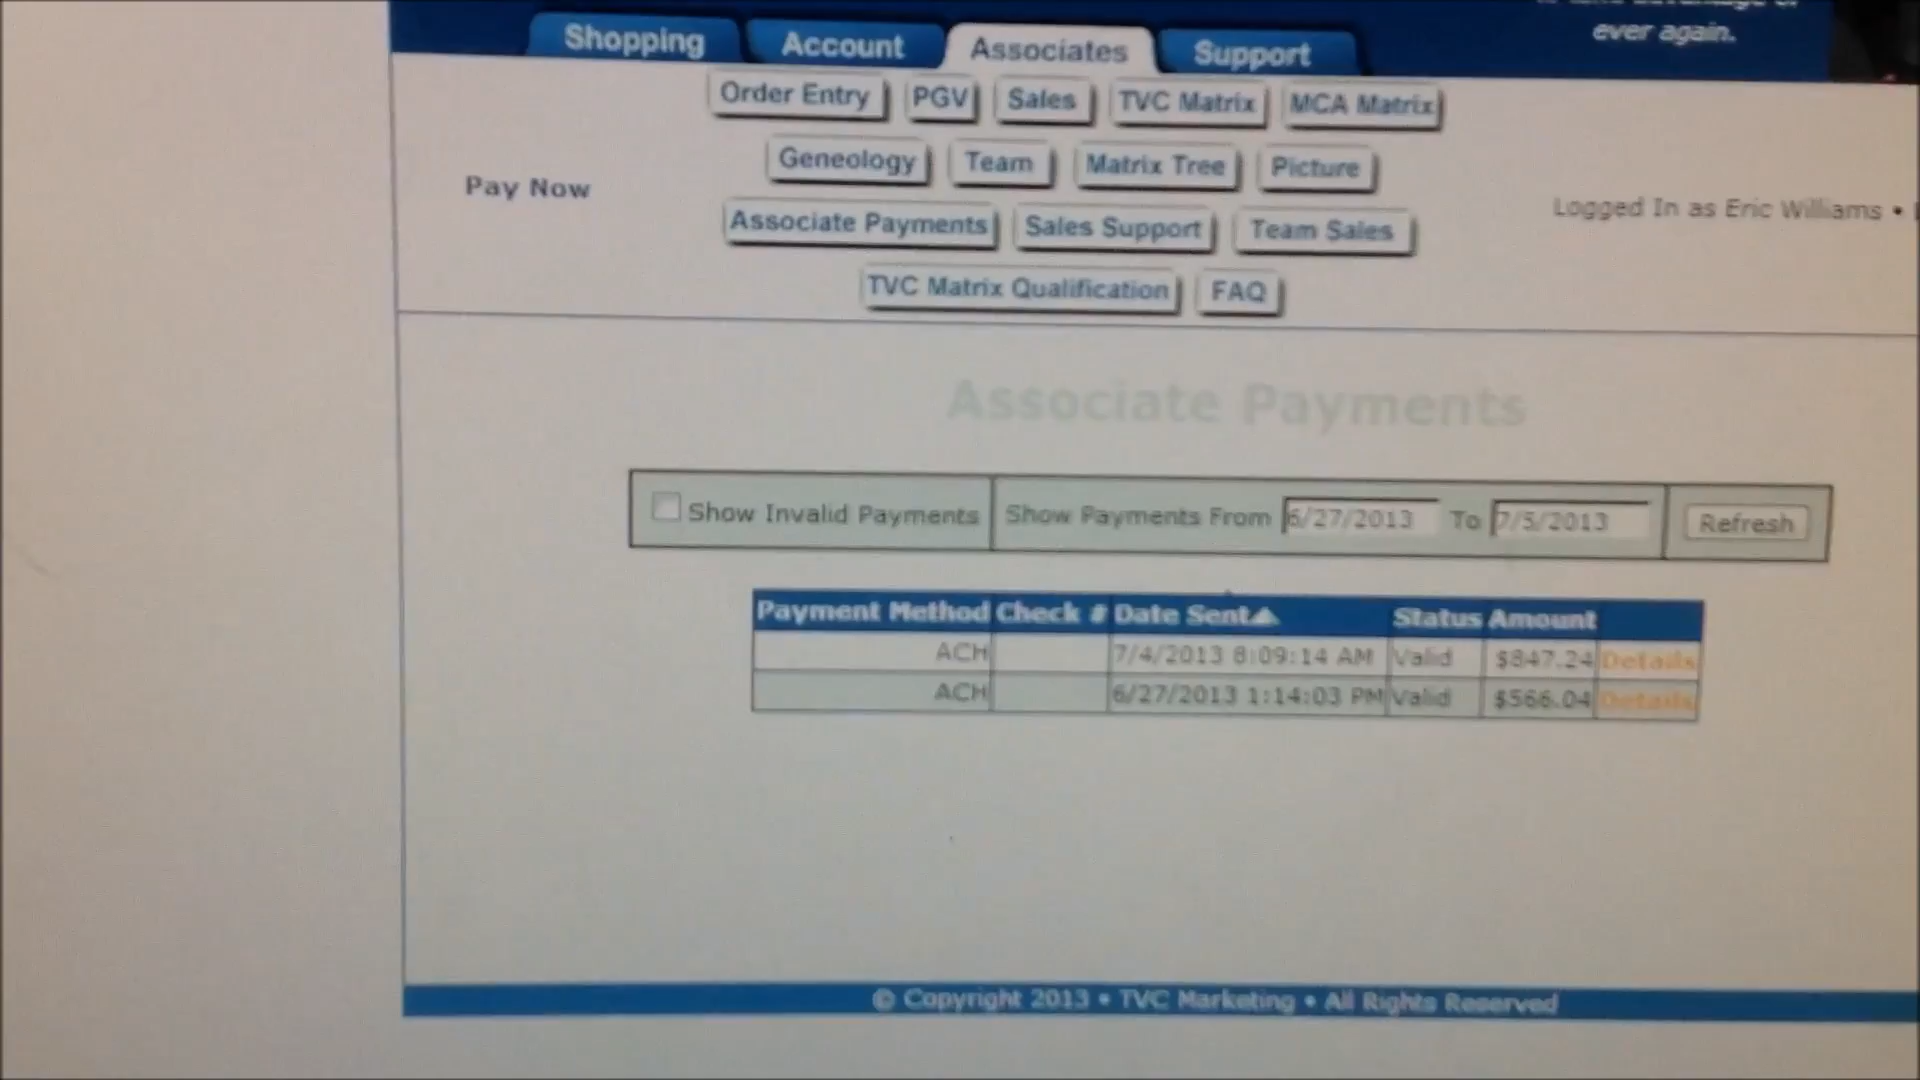 ever again.
Shopping Account Associates Support
Order Entry PGV Sales TVC Matrix MCA Matrix
Geneology Team Matrix Tree Picture
Pay Now
Logged In as Eric Williams •
Associate Payments Sales Support Team Sales
TVC Matrix Qualification FAQ
Associate Payments
Show Invalid Payments Show Payments From 6/27/2013 To 7/5/2013 Refresh
Payment Method Check # Date Sent Status Amount
ACH 7/4/2013 8:09:14 AM Valid $847.24 Details
ACH 6/27/2013 1:14:03 PM Valid $566.04 Details
© Copyright 2013 • TVC Marketing • All Rights Reserved